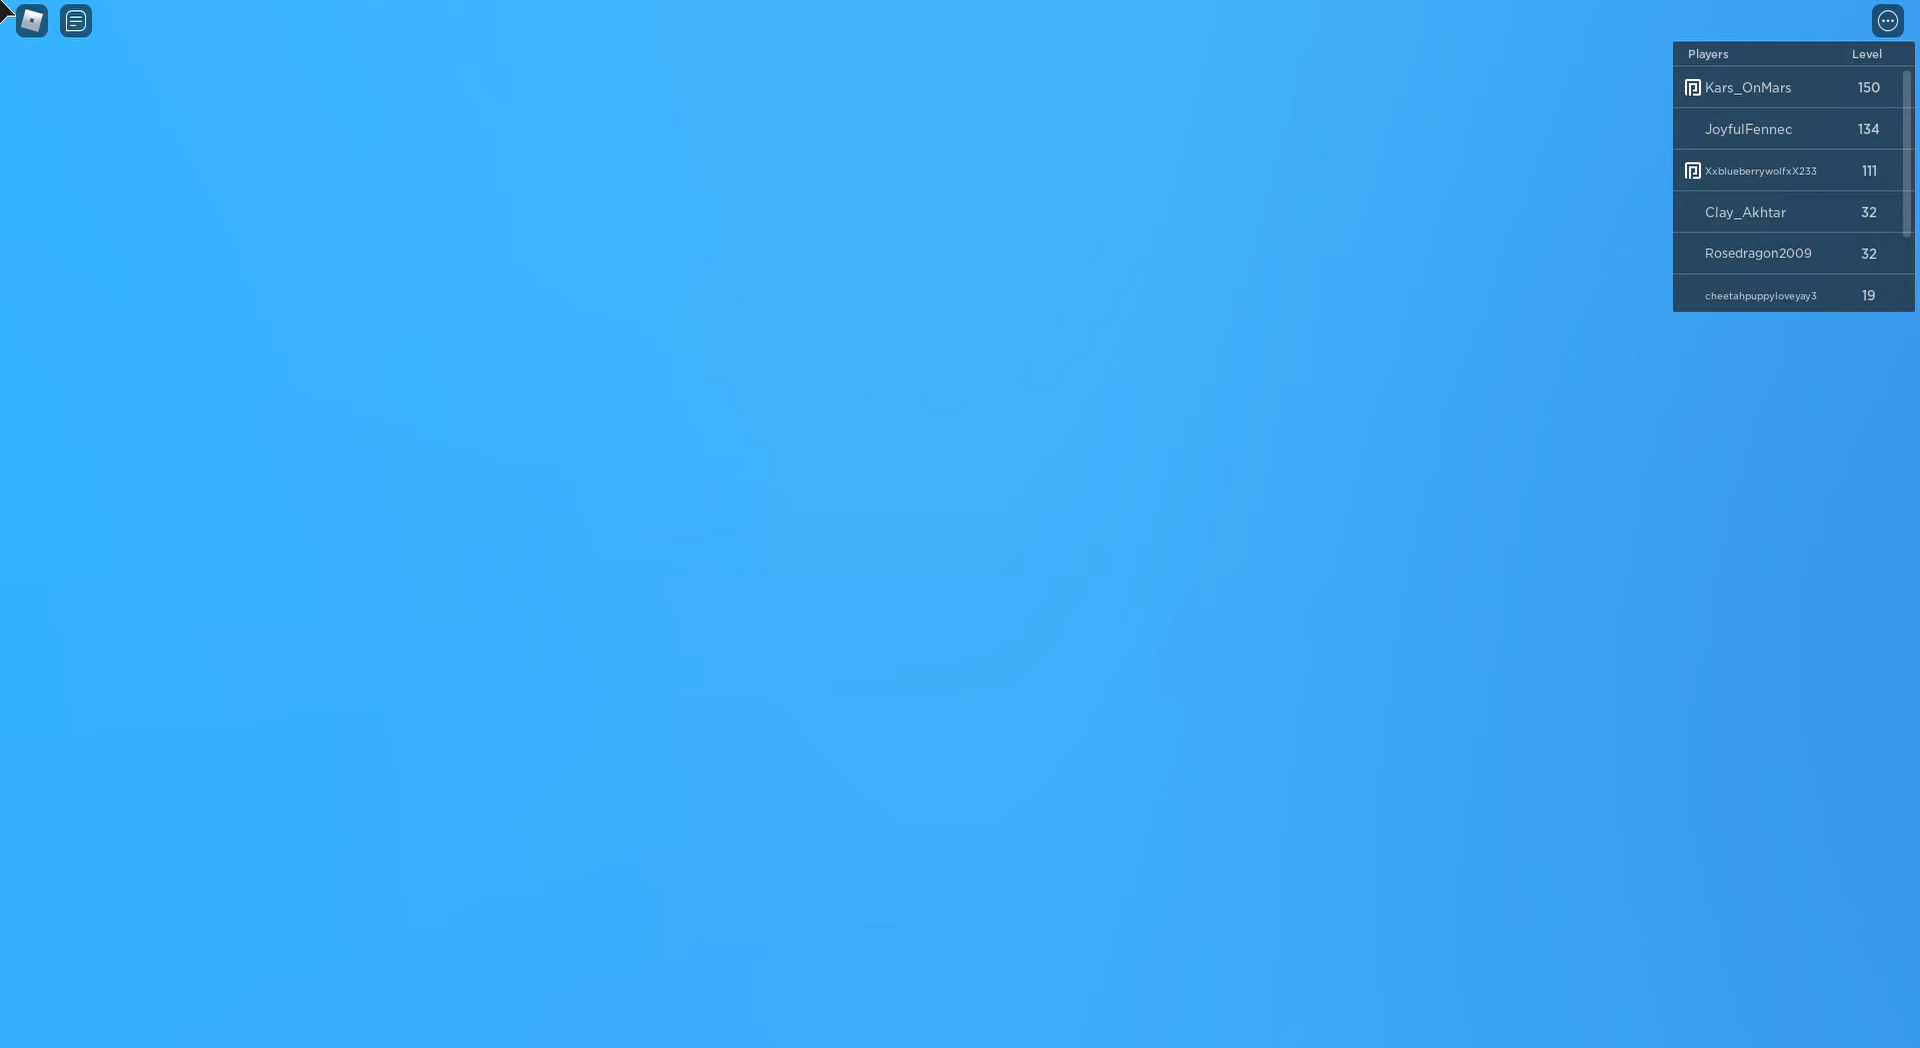 Players Level
Kars_OnMars 150
JoyfulFennec 134
XxblueberrywolfxX233 111
Clay_Akhtar 32
Rosedragon2009 32
cheetahpuppyloveyay3 19